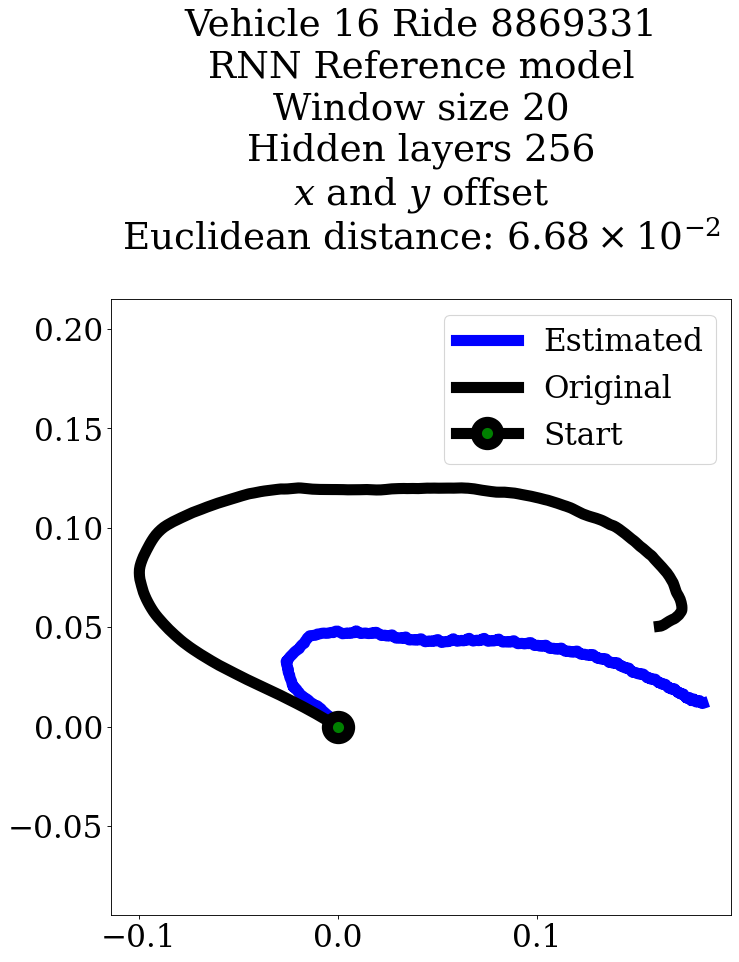 Vehicle 16 Ride 8869331
RNN Reference model
Window size 20
Hidden layers 256
x and y offset
Euclidean distance: 6.68 × 10⁻²
Estimated
Original
Start
0.20
0.15
0.10
0.05
0.00
−0.05
−0.1 0.0 0.1